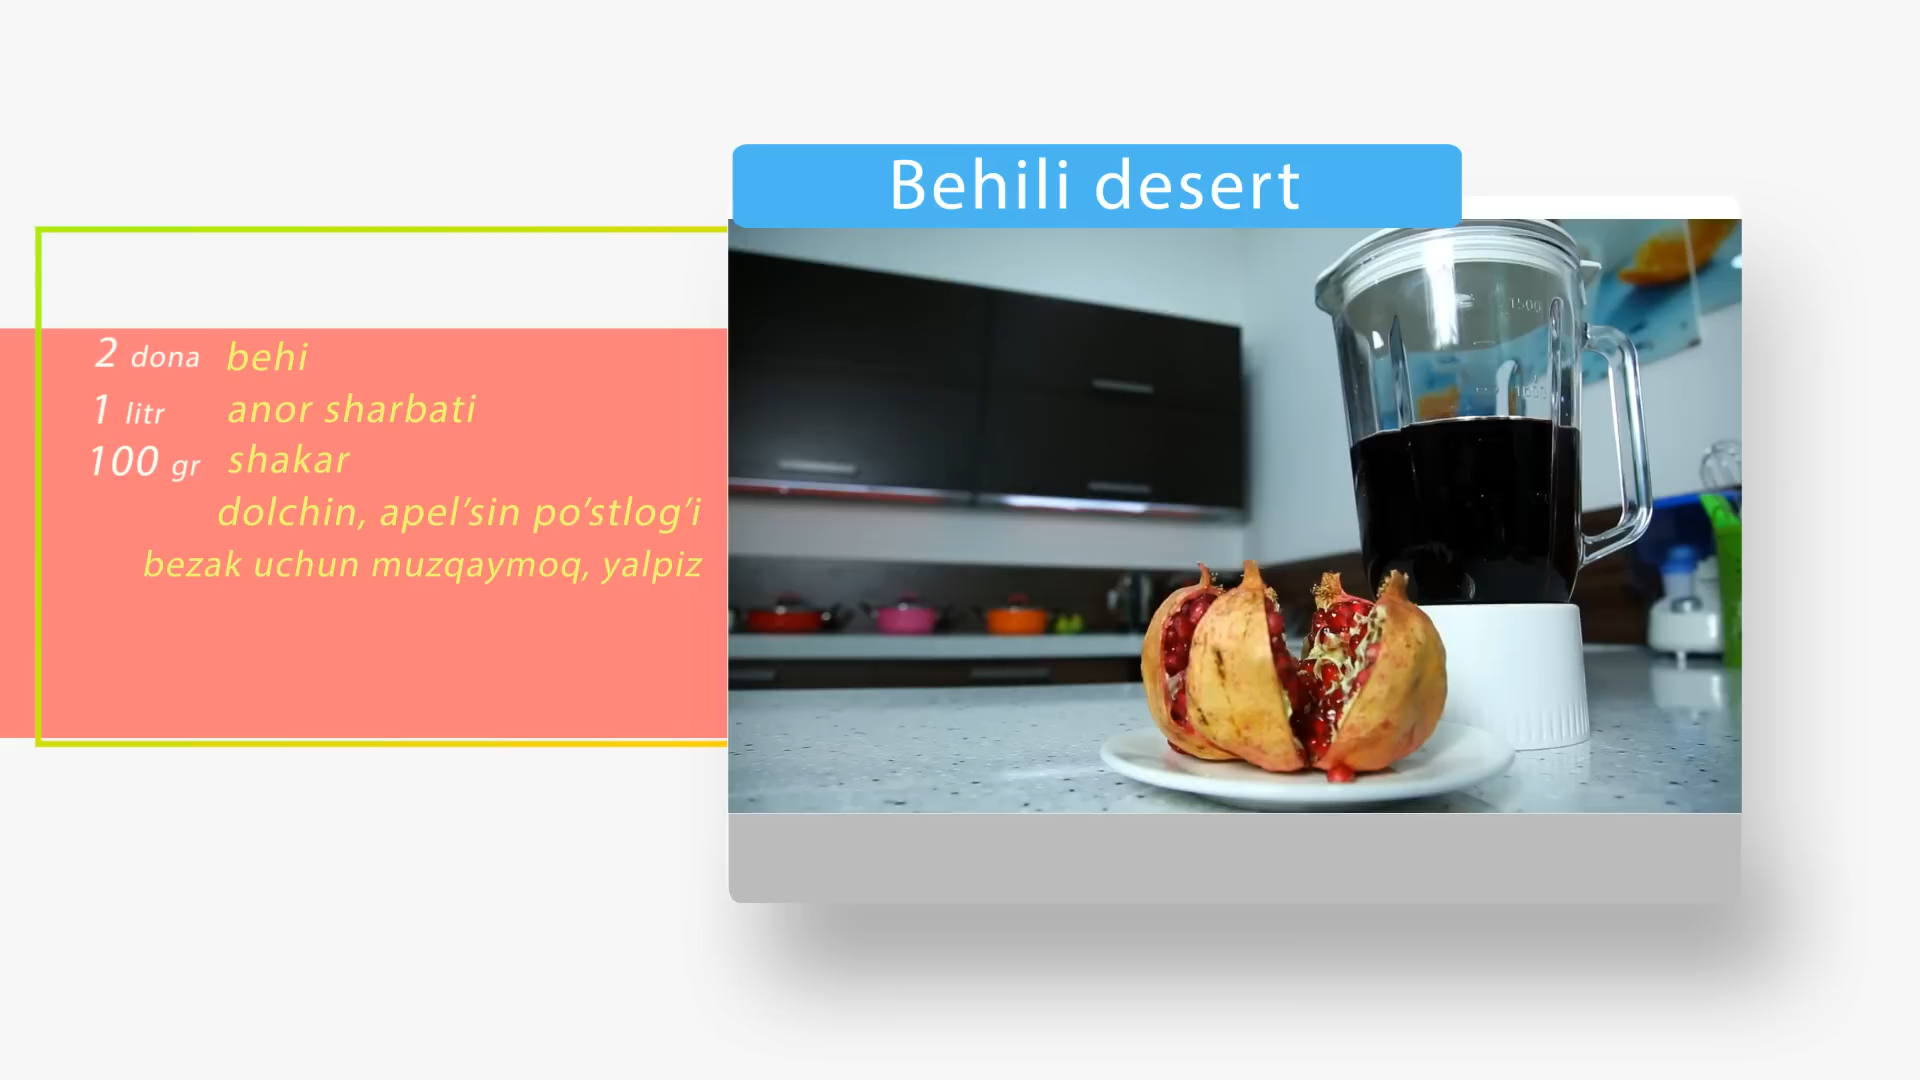 Behili desert
2 dona behi
1 litr anor sharbati
100 gr shakar
dolchin, apel’sin po’stlog’i
bezak uchun muzqaymoq, yalpiz
1500